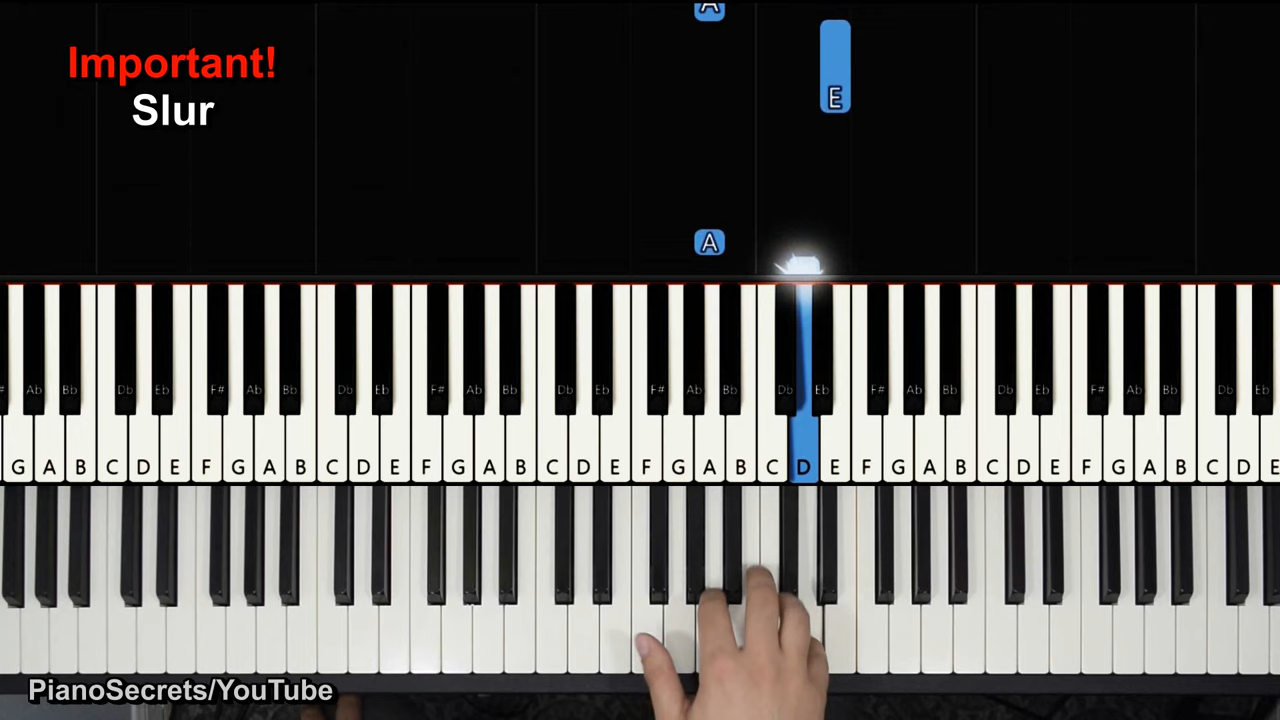 Important!
Slur
A
E
A
# Ab Bb Db Eb F# Ab Bb Db Eb F# Ab Bb Db Eb F# Ab Bb Db Eb F# Ab Bb Db Eb F# Ab Bb Db Eb
G A B C D E F G A B C D E F G A B C D E F G A B C D E F G A B C D E F G A B C D E
PianoSecrets/YouTube